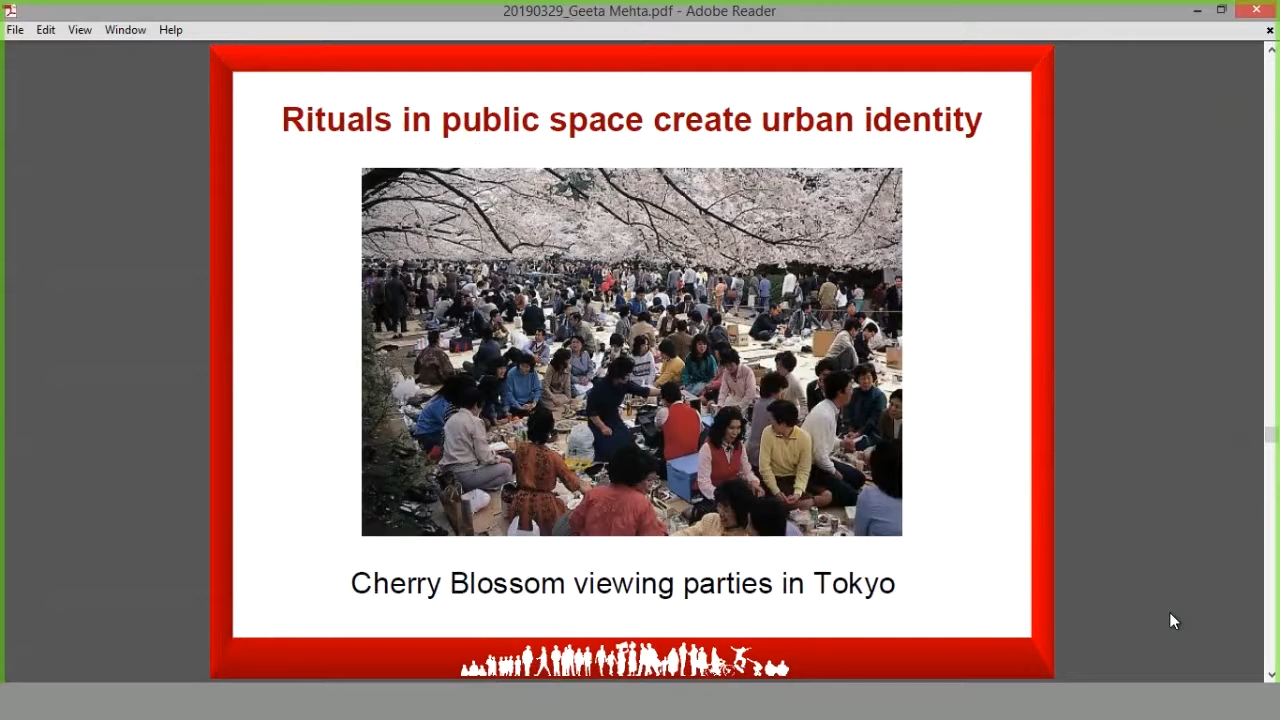 20190329_Geeta Mehta.pdf - Adobe Reader
File Edit View Window Help
Rituals in public space create urban identity
Cherry Blossom viewing parties in Tokyo